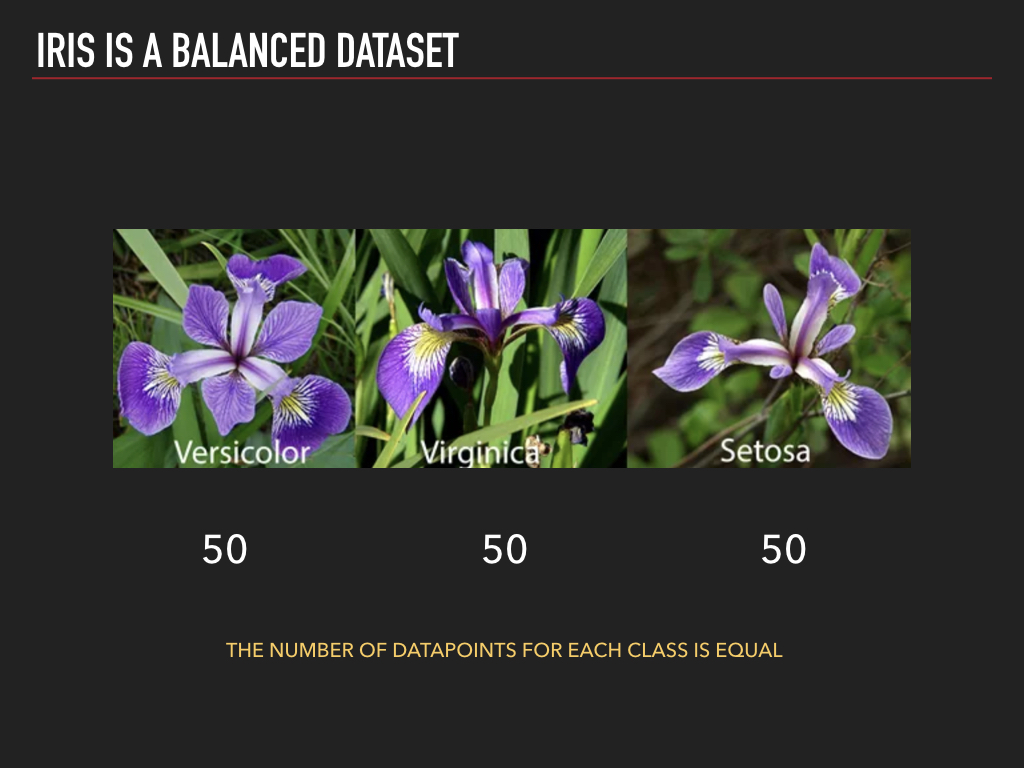 IRIS IS A BALANCED DATASET
Versicolor Virginica Setosa
50 50 50
THE NUMBER OF DATAPOINTS FOR EACH CLASS IS EQUAL